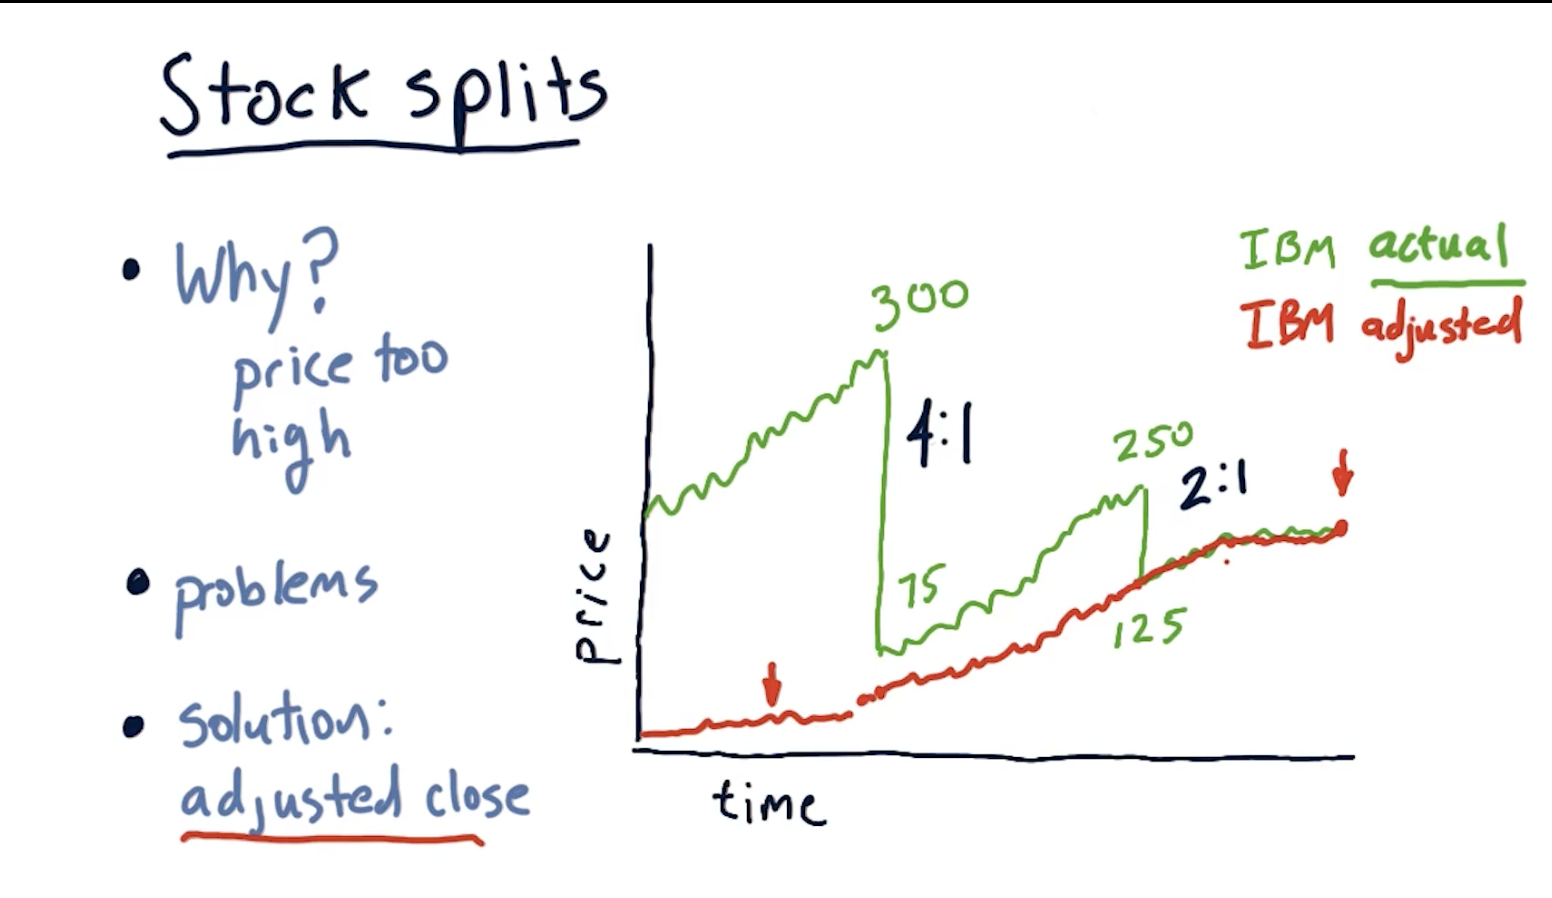 Stock splits
• Why?
price too
high
• problems
• solution:
adjusted close
IBM actual
IBM adjusted
300
4:1
250
2:1
75
125
price
time